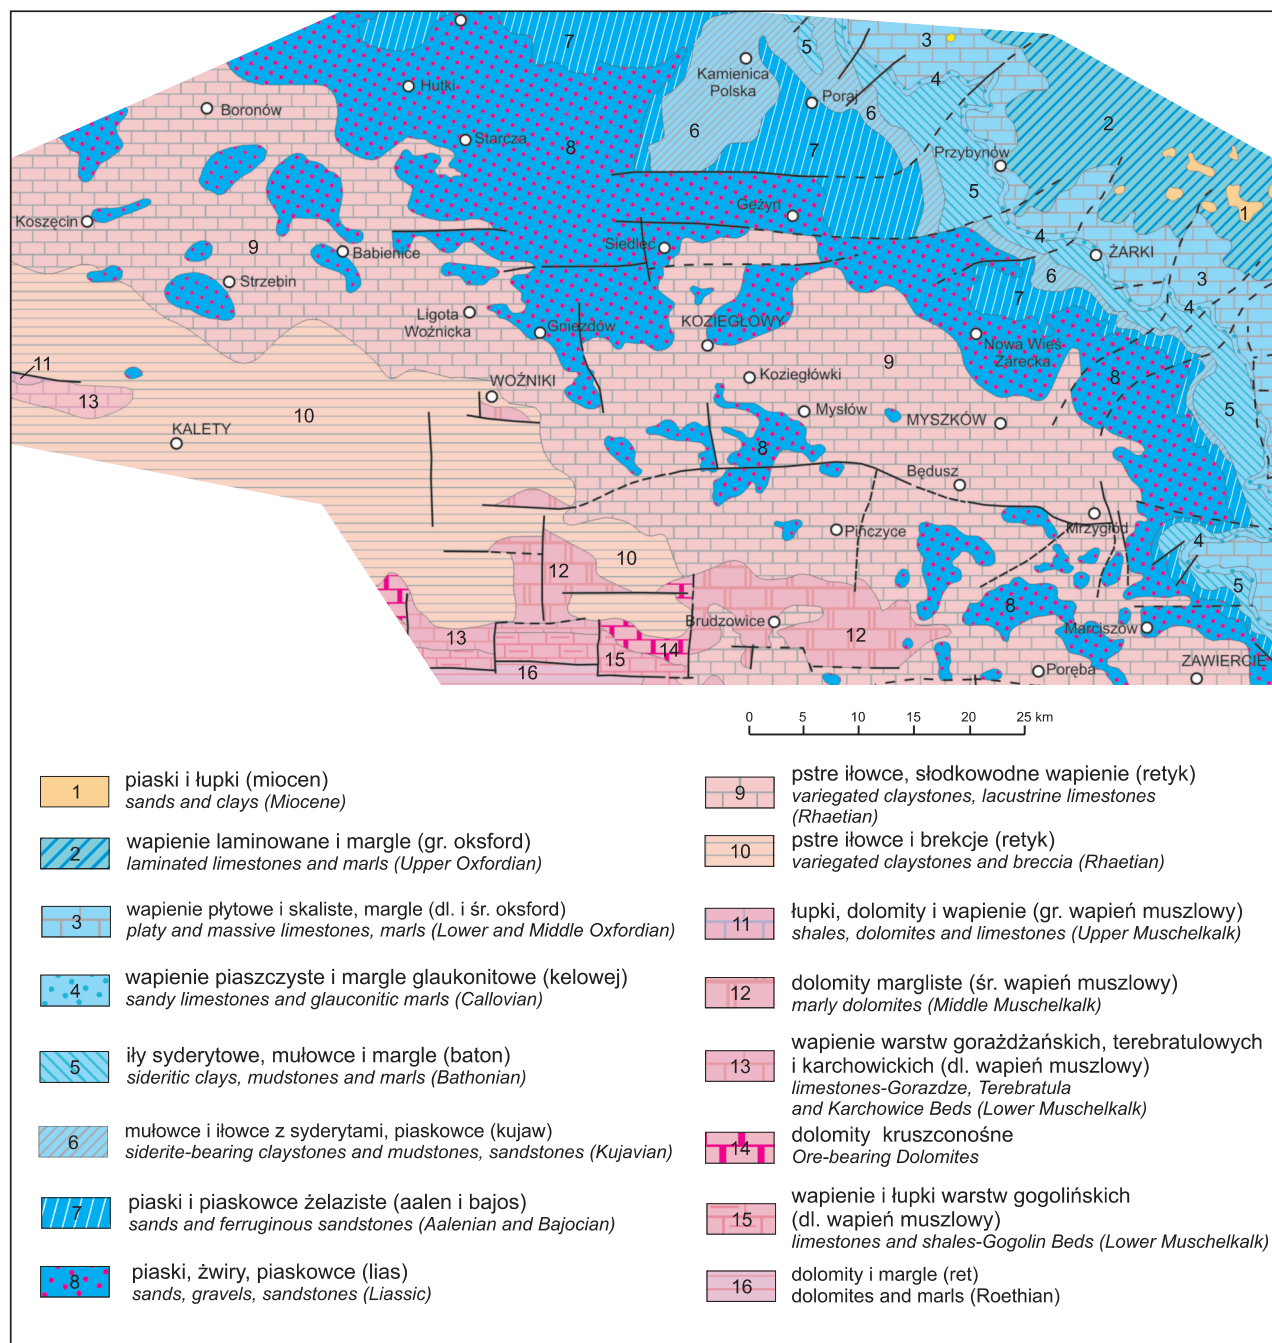 7
5
3
Kamienica
Polska
4
Hutki
Poraj
Boronów
6
6
2
Starcza
8
7
Przybynów
5
1
Gężyn
Koszęcin
Siedlec
4
9
Babienice
ŻARKI
6
3
Strzebin
7
4
Ligota
Woźnicka
Gniezdów
KOZIEGŁOWY
Nowa Wieś
Żarecka
11
9
8
Koziegłówki
WOŹNIKI
13
10
Mysłów
5
MYSZKÓW
KALETY
8
Będusz
Mrzygłód
Pińczyce
4
12
10
5
8
Brudzowice
Marciszów
13
12
14
15
16
Poręba
ZAWIERCIE
0 5 10 15 20 25 km
1
piaski i łupki (miocen)
sands and clays (Miocene)
2
wapienie laminowane i margle (gr. oksford)
laminated limestones and marls (Upper Oxfordian)
3
wapienie płytowe i skaliste, margle (dl. i śr. oksford)
platy and massive limestones, marls (Lower and Middle Oxfordian)
4
wapienie piaszczyste i margle glaukonitowe (kelowej)
sandy limestones and glauconitic marls (Callovian)
5
iły syderytowe, mułowce i margle (baton)
sideritic clays, mudstones and marls (Bathonian)
6
mułowce i iłowce z syderytami, piaskowce (kujaw)
siderite-bearing claystones and mudstones, sandstones (Kujavian)
7
piaski i piaskowce żelaziste (aalen i bajos)
sands and ferruginous sandstones (Aalenian and Bajocian)
8
piaski, żwiry, piaskowce (lias)
sands, gravels, sandstones (Liassic)
9
pstre iłowce, słodkowodne wapienie (retyk)
variegated claystones, lacustrine limestones
(Rhaetian)
10
pstre iłowce i brekcje (retyk)
variegated claystones and breccia (Rhaetian)
11
łupki, dolomity i wapienie (gr. wapień muszlowy)
shales, dolomites and limestones (Upper Muschelkalk)
12
dolomity margliste (śr. wapień muszlowy)
marly dolomites (Middle Muschelkalk)
13
wapienie warstw gorażdżańskich, terebratulowych
i karchowickich (dl. wapień muszlowy)
limestones-Gorazdze, Terebratula
and Karchowice Beds (Lower Muschelkalk)
14
dolomity kruszconośne
Ore-bearing Dolomites
15
wapienie i łupki warstw gogolińskich
(dl. wapień muszlowy)
limestones and shales-Gogolin Beds (Lower Muschelkalk)
16
dolomity i margle (ret)
dolomites and marls (Roethian)